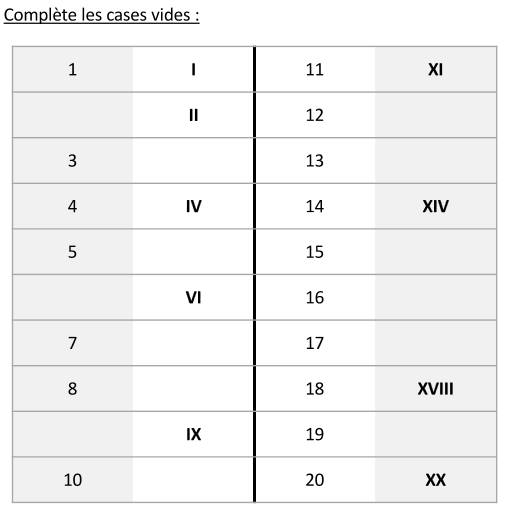 Complète les cases vides :
1 I 11 XI
II 12
3 13
4 IV 14 XIV
5 15
VI 16
7 17
8 18 XVIII
IX 19
10 20 XX